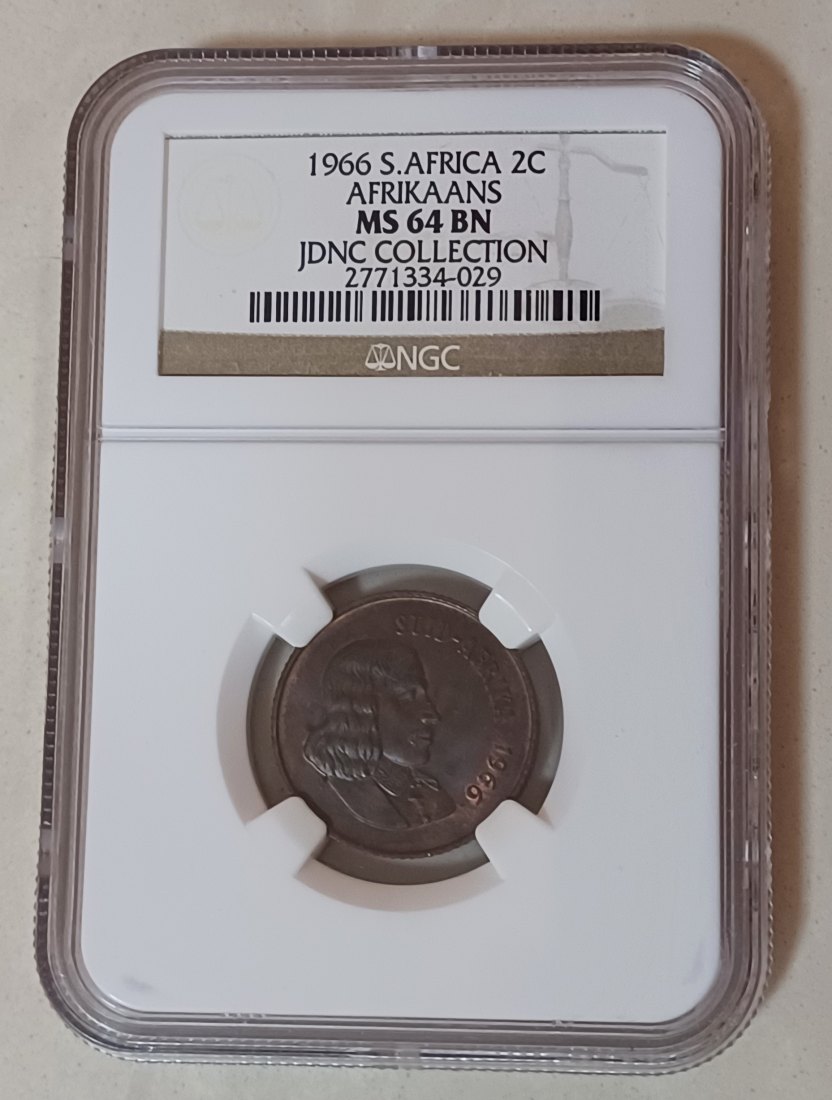 1966 S.AFRICA 2C
AFRIKAANS
MS 64 BN
JDNC COLLECTION
2771334-029
NGC
SUID-AFRIKA 1966